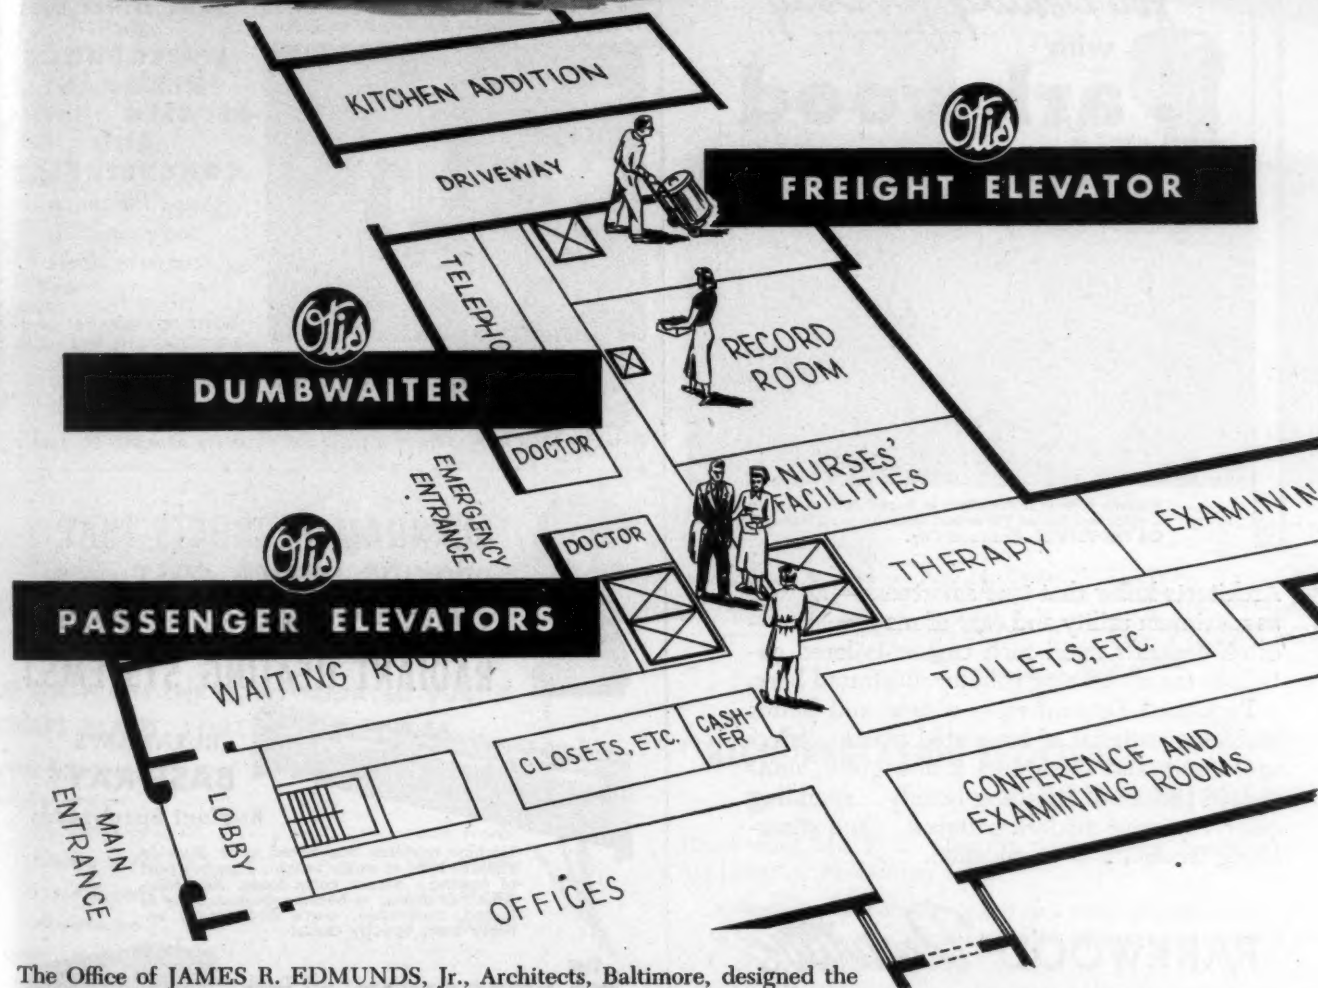 KITCHEN ADDITION
DRIVEWAY
Otis
FREIGHT ELEVATOR
TELEPHO
RECORD
ROOM
Otis
DUMBWAITER
DOCTOR
EMERGENCY
ENTRANCE
NURSES'
FACILITIES
DOCTOR
THERAPY
EXAMININ
Otis
PASSENGER ELEVATORS
WAITING ROOM
TOILETS, ETC.
CLOSETS, ETC.
CASH-
IER
CONFERENCE AND
EXAMINING ROOMS
LOBBY
MAIN
ENTRANCE
OFFICES
The Office of JAMES R. EDMUNDS, Jr., Architects, Baltimore, designed the